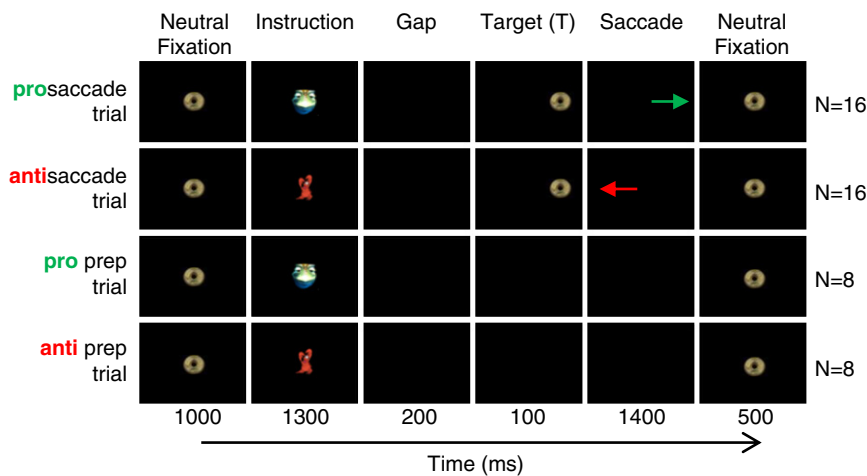 Neutral Fixation
Instruction
Gap
Target (T)
Saccade
Neutral Fixation
prosaccade trial
N=16
antisaccade trial
N=16
pro prep trial
N=8
anti prep trial
N=8
1000
1300
200
100
1400
500
Time (ms)